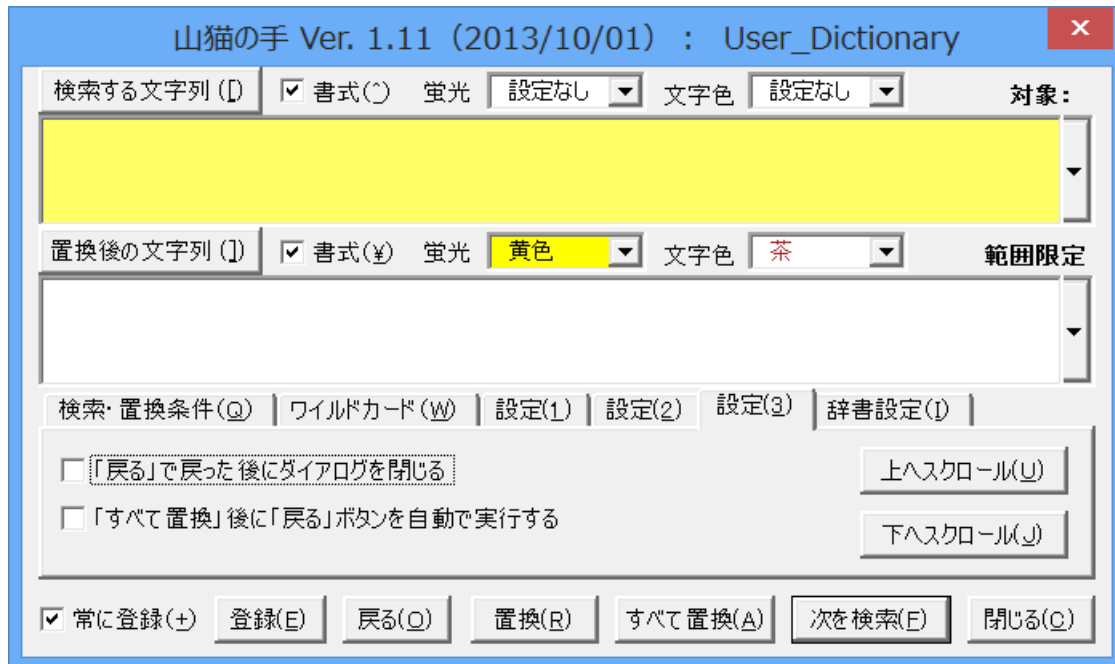 山猫の手 Ver. 1.11（2013/10/01）： User_Dictionary
検索する文字列([) 書式(^) 蛍光 設定なし 文字色 設定なし 対象:
置換後の文字列(]) 書式(¥) 蛍光 黄色 文字色 茶 範囲限定
検索・置換条件(Q) ワイルドカード(W) 設定(1) 設定(2) 設定(3) 辞書設定(I)
「戻る」で戻った後にダイアログを閉じる 上へスクロール(U)
「すべて置換」後に「戻る」ボタンを自動で実行する 下へスクロール(J)
常に登録(+) 登録(E) 戻る(O) 置換(R) すべて置換(A) 次を検索(F) 閉じる(C)